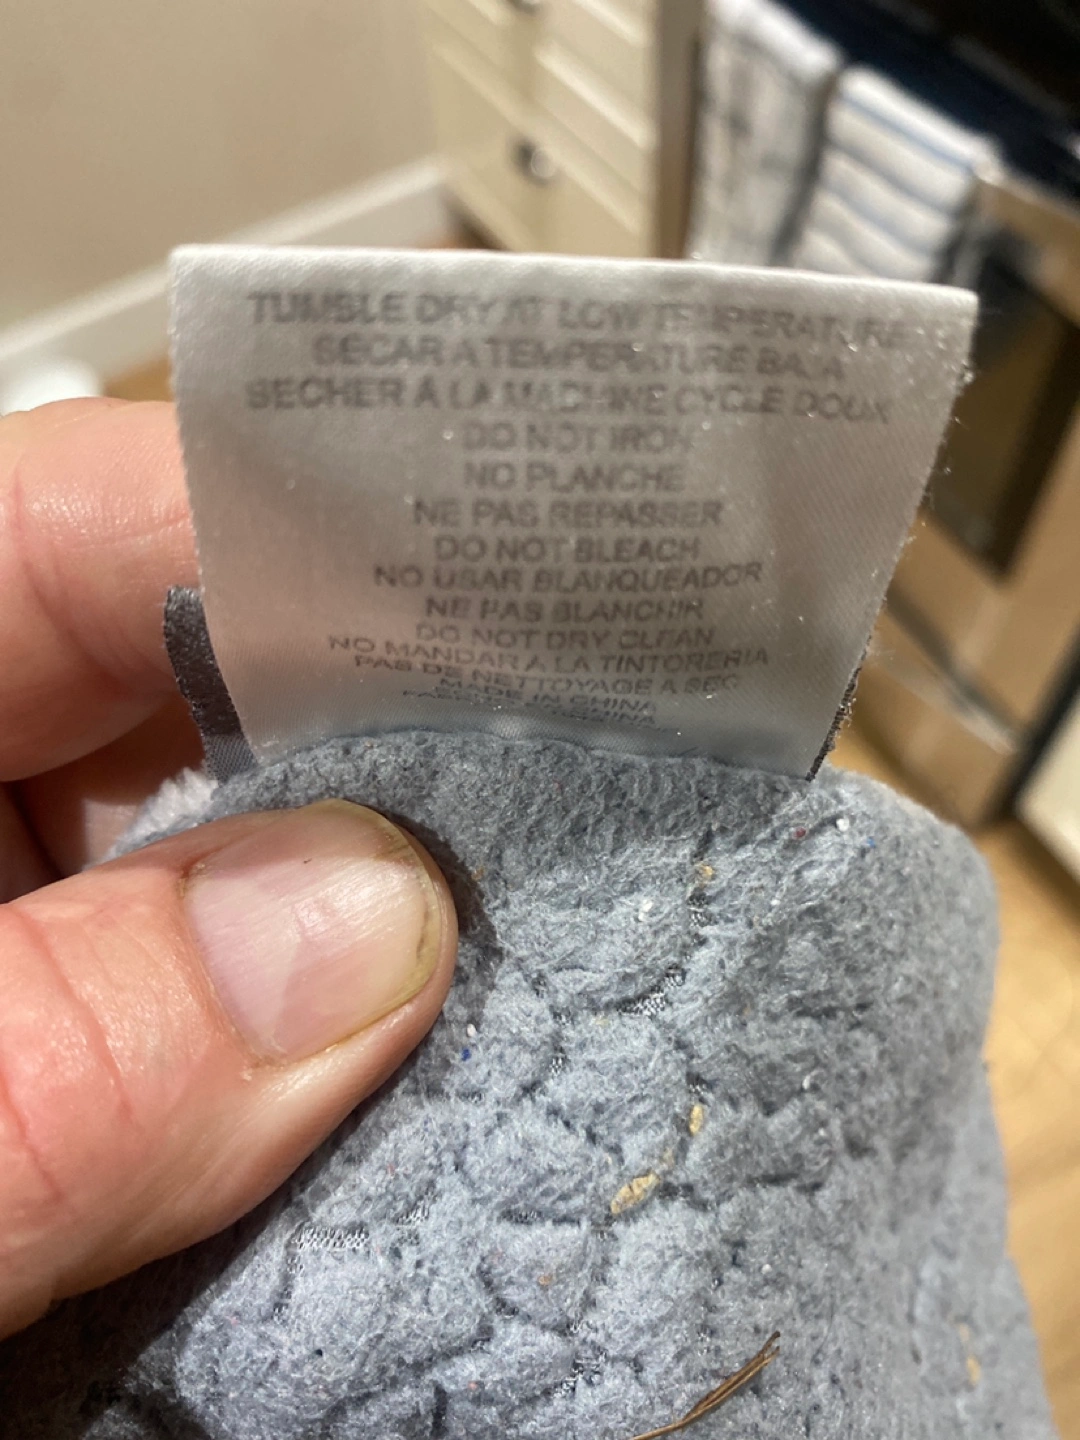 TUMBLE DRY AT LOW TEMPERATURE
SECAR A TEMPERATURE BAJA
SECHER À LA MACHINE CYCLE DOUX
DO NOT IRON
NO PLANCHE
NE PAS REPASSER
DO NOT BLEACH
NO USAR BLANQUEADOR
NE PAS BLANCHIR
DO NOT DRY CLEAN
NO MANDAR A LA TINTORERIA
PAS DE NETTOYAGE A SEC
MADE IN CHINA